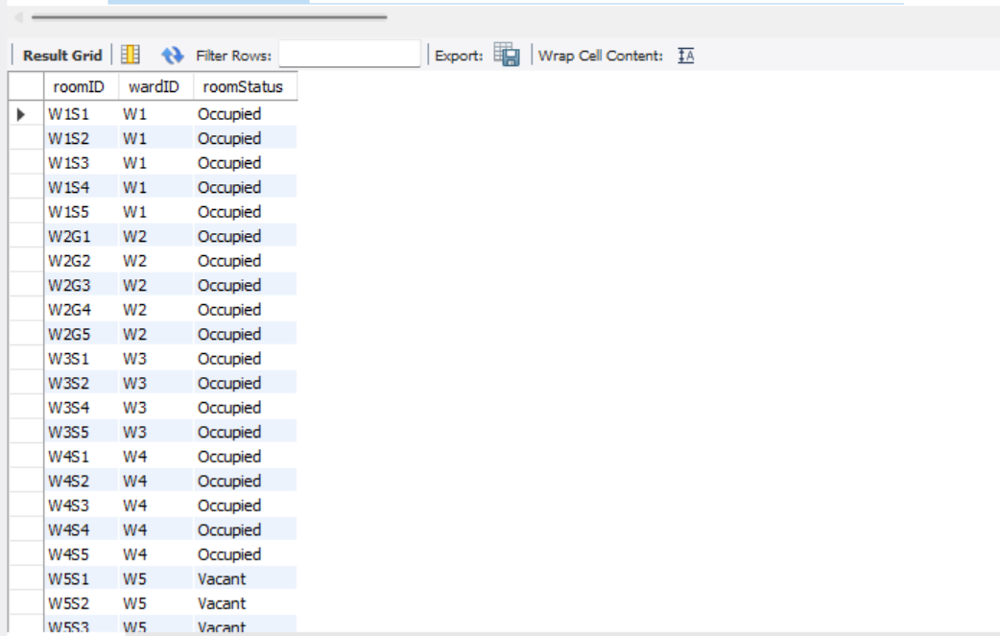 Result Grid Filter Rows: Export: Wrap Cell Content:
roomID wardID roomStatus
W1S1 W1 Occupied
W1S2 W1 Occupied
W1S3 W1 Occupied
W1S4 W1 Occupied
W1S5 W1 Occupied
W2G1 W2 Occupied
W2G2 W2 Occupied
W2G3 W2 Occupied
W2G4 W2 Occupied
W2G5 W2 Occupied
W3S1 W3 Occupied
W3S2 W3 Occupied
W3S4 W3 Occupied
W3S5 W3 Occupied
W4S1 W4 Occupied
W4S2 W4 Occupied
W4S3 W4 Occupied
W4S4 W4 Occupied
W4S5 W4 Occupied
W5S1 W5 Vacant
W5S2 W5 Vacant
W5S3 W5 Vacant